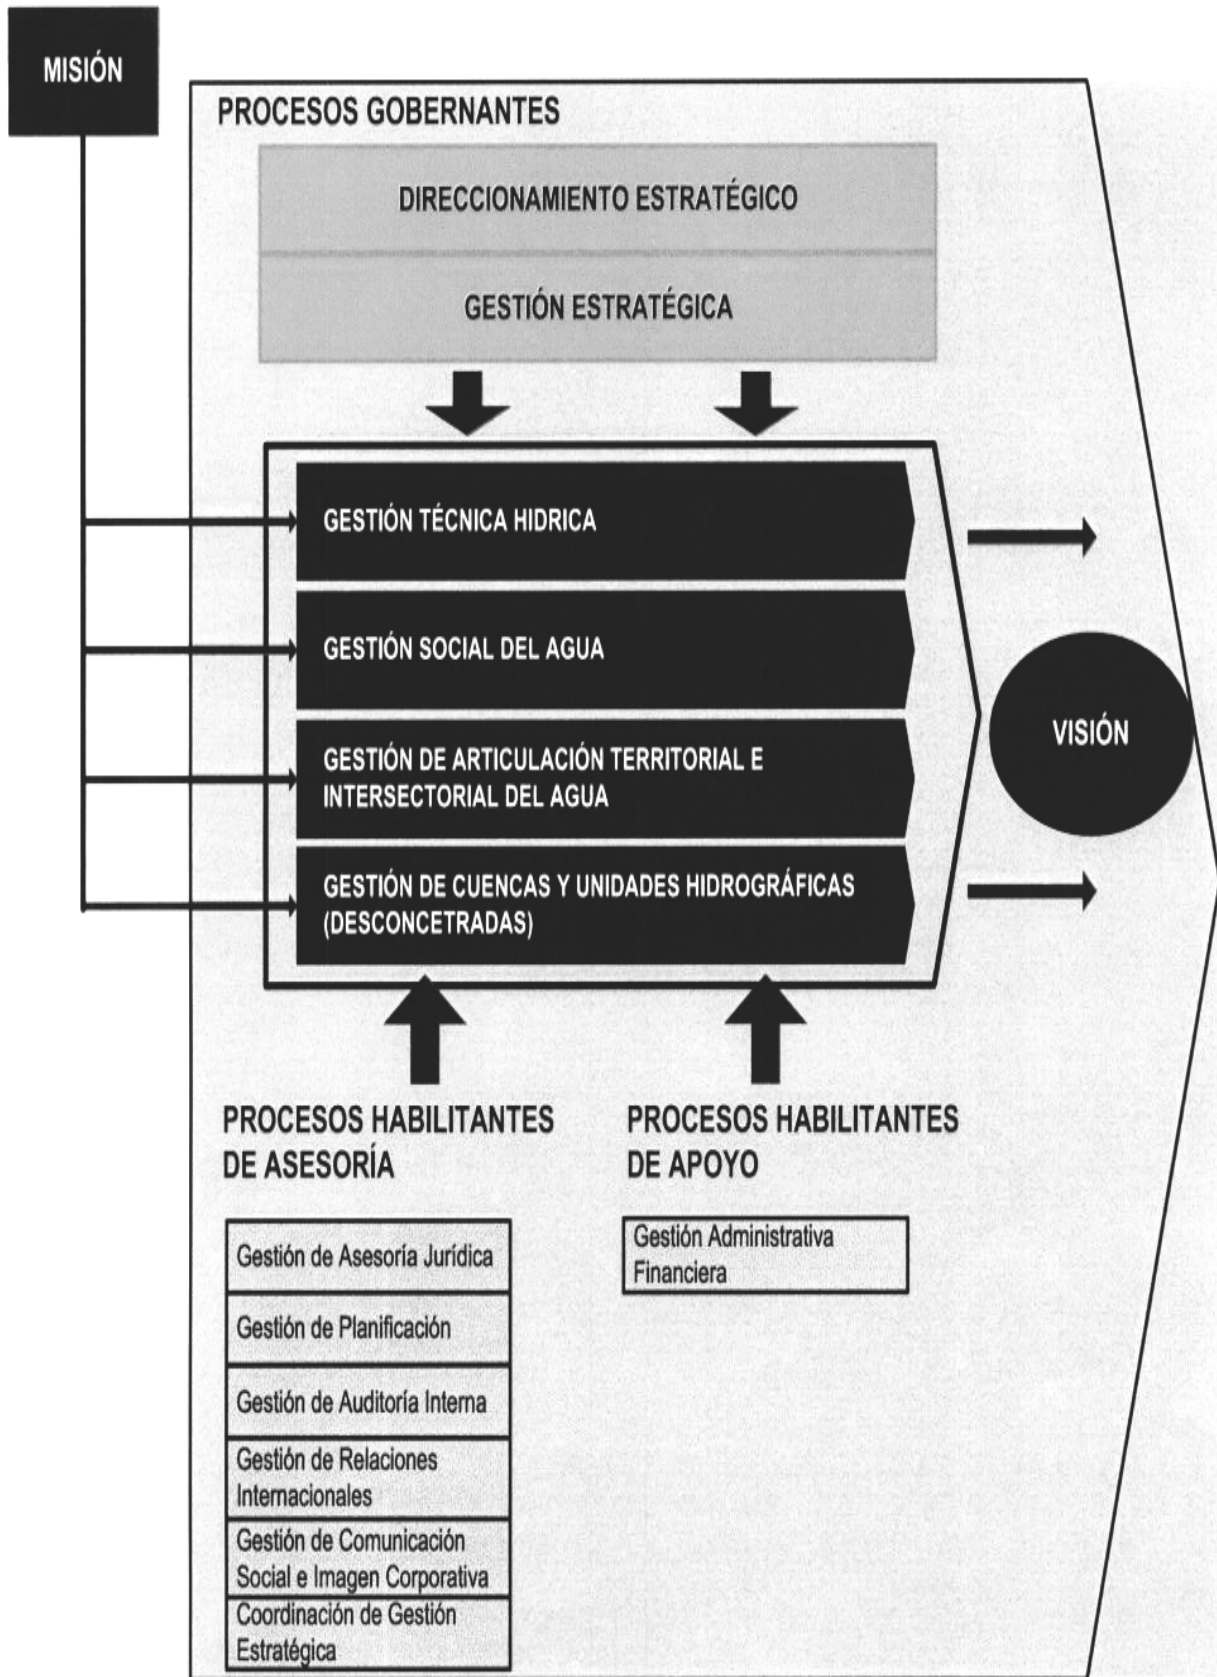 MISIÓN
PROCESOS GOBERNANTES
DIRECCIONAMIENTO ESTRATÉGICO
GESTIÓN ESTRATÉGICA
GESTIÓN TÉCNICA HIDRICA
GESTIÓN SOCIAL DEL AGUA
GESTIÓN DE ARTICULACIÓN TERRITORIAL E
INTERSECTORIAL DEL AGUA
GESTIÓN DE CUENCAS Y UNIDADES HIDROGRÁFICAS
(DESCONCETRADAS)
VISIÓN
PROCESOS HABILITANTES
DE ASESORÍA
Gestión de Asesoría Jurídica
Gestión de Planificación
Gestión de Auditoría Interna
Gestión de Relaciones
Internacionales
Gestión de Comunicación
Social e Imagen Corporativa
Coordinación de Gestión
Estratégica
PROCESOS HABILITANTES
DE APOYO
Gestión Administrativa
Financiera